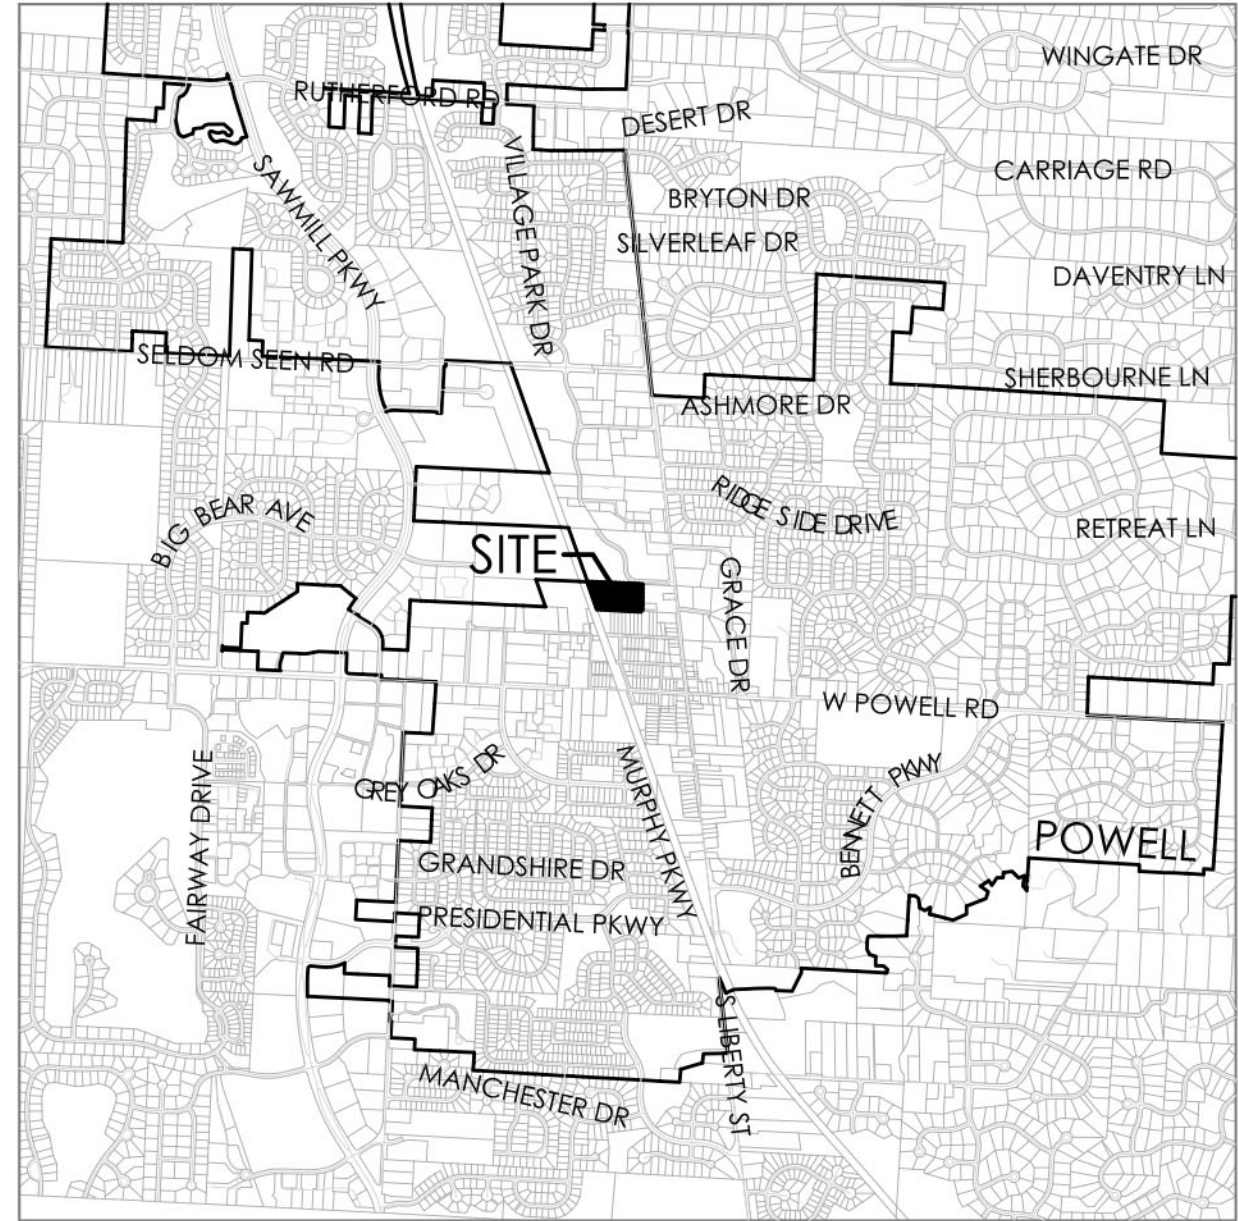 WINGATE DR
RUTHERFORD RD
DESERT DR
VILLAGE PARK DR
CARRIAGE RD
SAWMILL PKWY
BRYTON DR
SILVERLEAF DR
DAVENTRY LN
SELDOM SEEN RD
SHERBOURNE LN
ASHMORE DR
RIDGE SIDE DRIVE
BIG BEAR AVE
RETREAT LN
SITE
GRACE DR
W POWELL RD
MURPHY PKWY
GREY OAKS DR
FAIRWAY DRIVE
BENNETT PKWY
POWELL
GRANDSHIRE DR
PRESIDENTIAL PKWY
S LIBERTY ST
MANCHESTER DR